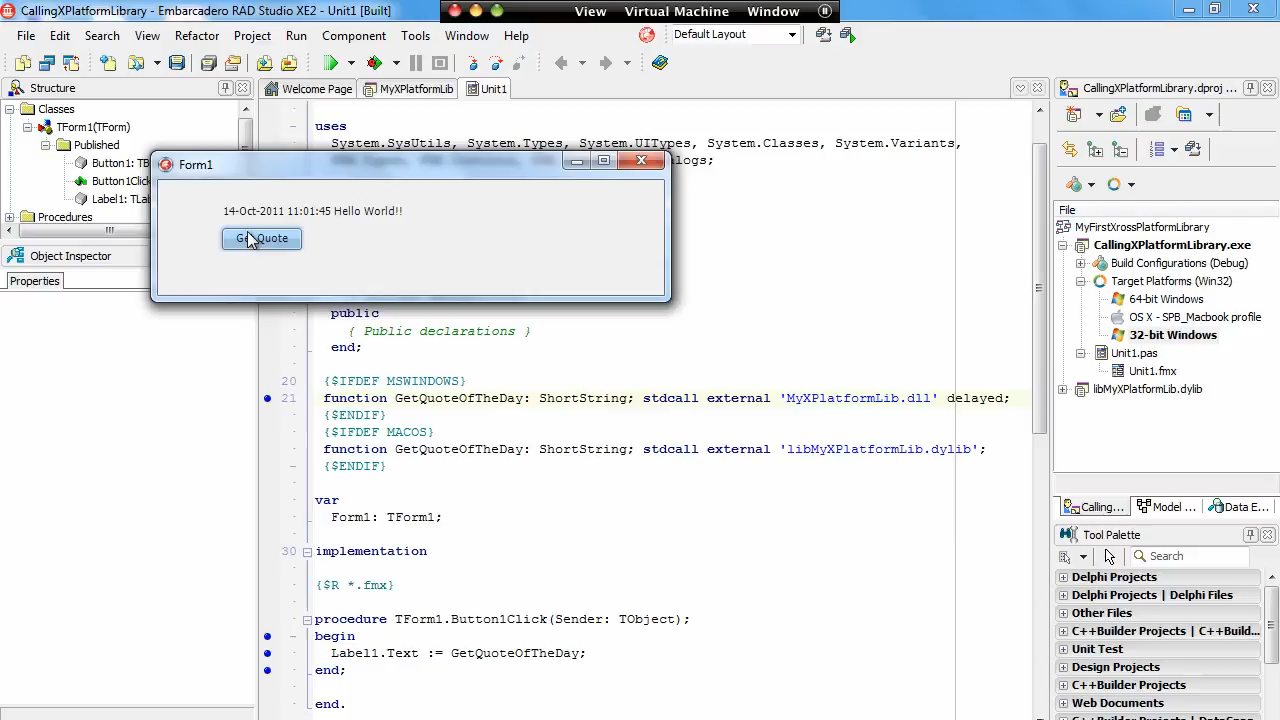 CallingXPlatformLibrary - Embarcadero RAD Studio XE2 - Unit1 [Built]
View Virtual Machine Window
File Edit Search View Refactor Project Run Component Tools Window Help
Default Layout
Structure
Welcome Page MyXPlatformLib Unit1
CallingXPlatformLibrary.dproj ...
Classes
TForm1(TForm)
Published
Button1: TB
Button1Click
Label1: TLa
Procedures
Object Inspector
Properties
Form1
14-Oct-2011 11:01:45 Hello World!!
Get Quote
uses
System.SysUtils, System.Types, System.UITypes, System.Classes, System.Variants,
logs;
public
{ Public declarations }
end;
20 {$IFDEF MSWINDOWS}
21 function GetQuoteOfTheDay: ShortString; stdcall external 'MyXPlatformLib.dll' delayed;
{$ENDIF}
{$IFDEF MACOS}
function GetQuoteOfTheDay: ShortString; stdcall external 'libMyXPlatformLib.dylib';
{$ENDIF}
var
Form1: TForm1;
30 implementation
{$R *.fmx}
procedure TForm1.Button1Click(Sender: TObject);
begin
Label1.Text := GetQuoteOfTheDay;
end;
end.
File
MyFirstXrossPlatformLibrary
CallingXPlatformLibrary.exe
Build Configurations (Debug)
Target Platforms (Win32)
64-bit Windows
OS X - SPB_Macbook profile
32-bit Windows
Unit1.pas
Unit1.fmx
libMyXPlatformLib.dylib
Calling... Model ... Data E...
Tool Palette
Search
Delphi Projects
Delphi Projects | Delphi Files
Other Files
C++Builder Projects | C++Build...
Unit Test
Design Projects
C++Builder Projects
Web Documents